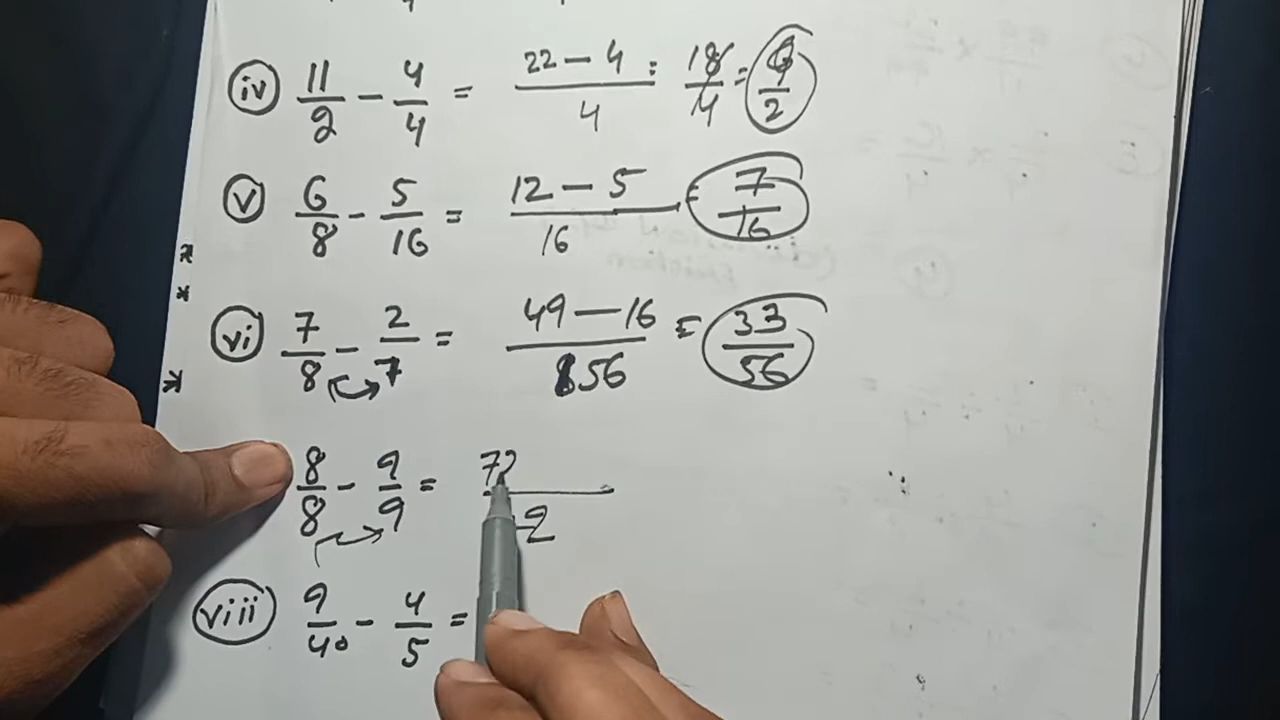 iv 11/2 - 4/4 = 22 - 4/4 = 18/4 = 9/2
v 6/8 - 5/16 = 12 - 5/16 = 7/16
vi 7/8 - 2/7 = 49 - 16/56 = 33/56
8/8 - 9/9 = 72
viii 9/40 - 4/5 =